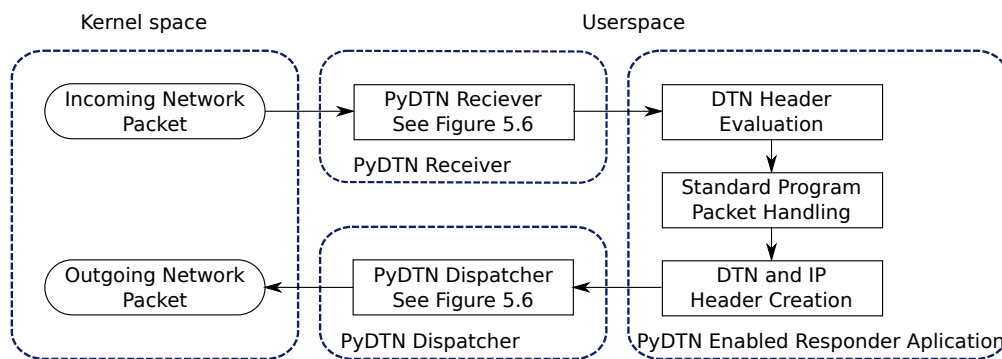 Kernel space
Userspace
Incoming Network
Packet
PyDTN Reciever
See Figure 5.6
PyDTN Receiver
DTN Header
Evaluation
Standard Program
Packet Handling
DTN and IP
Header Creation
PyDTN Enabled Responder Aplication
PyDTN Dispatcher
See Figure 5.6
PyDTN Dispatcher
Outgoing Network
Packet